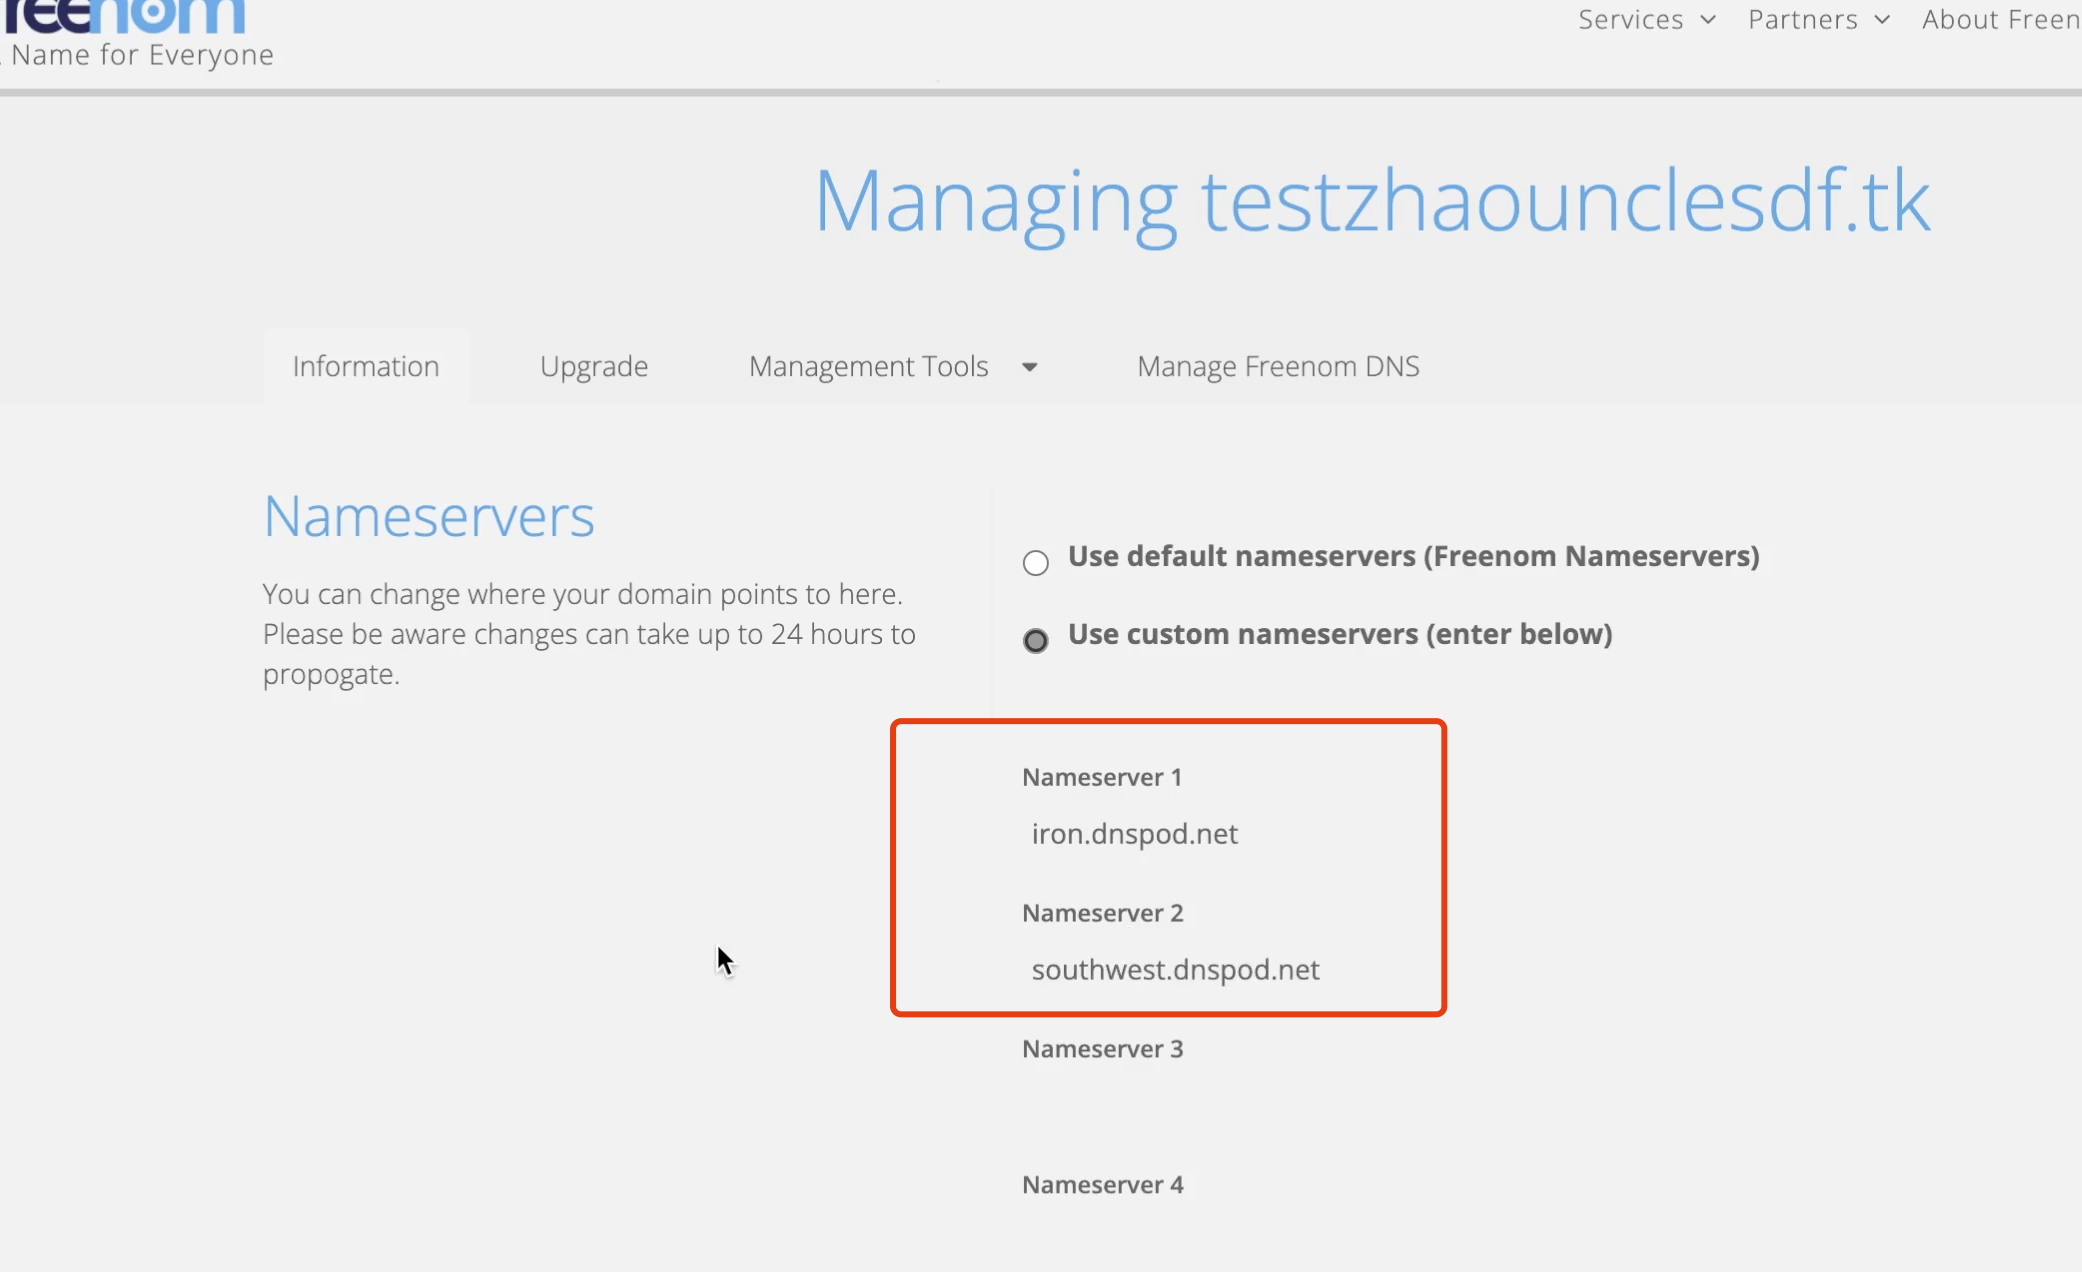 freenom
Name for Everyone
Services
Partners
About Freen
Managing testzhaounclesdf.tk
Information
Upgrade
Management Tools
Manage Freenom DNS
Nameservers
You can change where your domain points to here.
Please be aware changes can take up to 24 hours to
propogate.
Use default nameservers (Freenom Nameservers)
Use custom nameservers (enter below)
Nameserver 1
iron.dnspod.net
Nameserver 2
southwest.dnspod.net
Nameserver 3
Nameserver 4